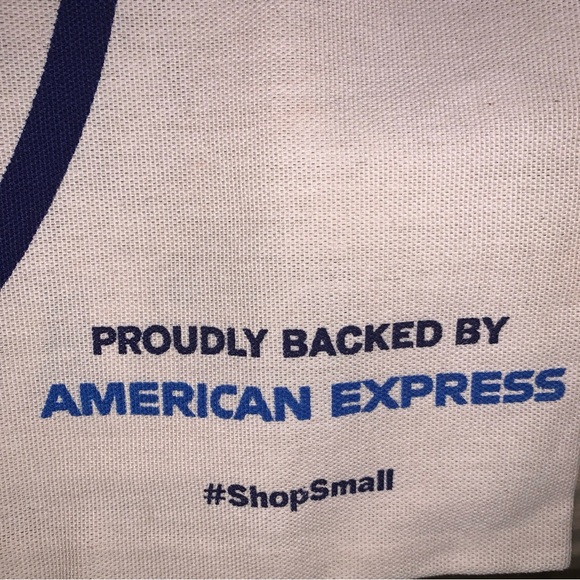 PROUDLY BACKED BY
AMERICAN EXPRESS
#ShopSmall